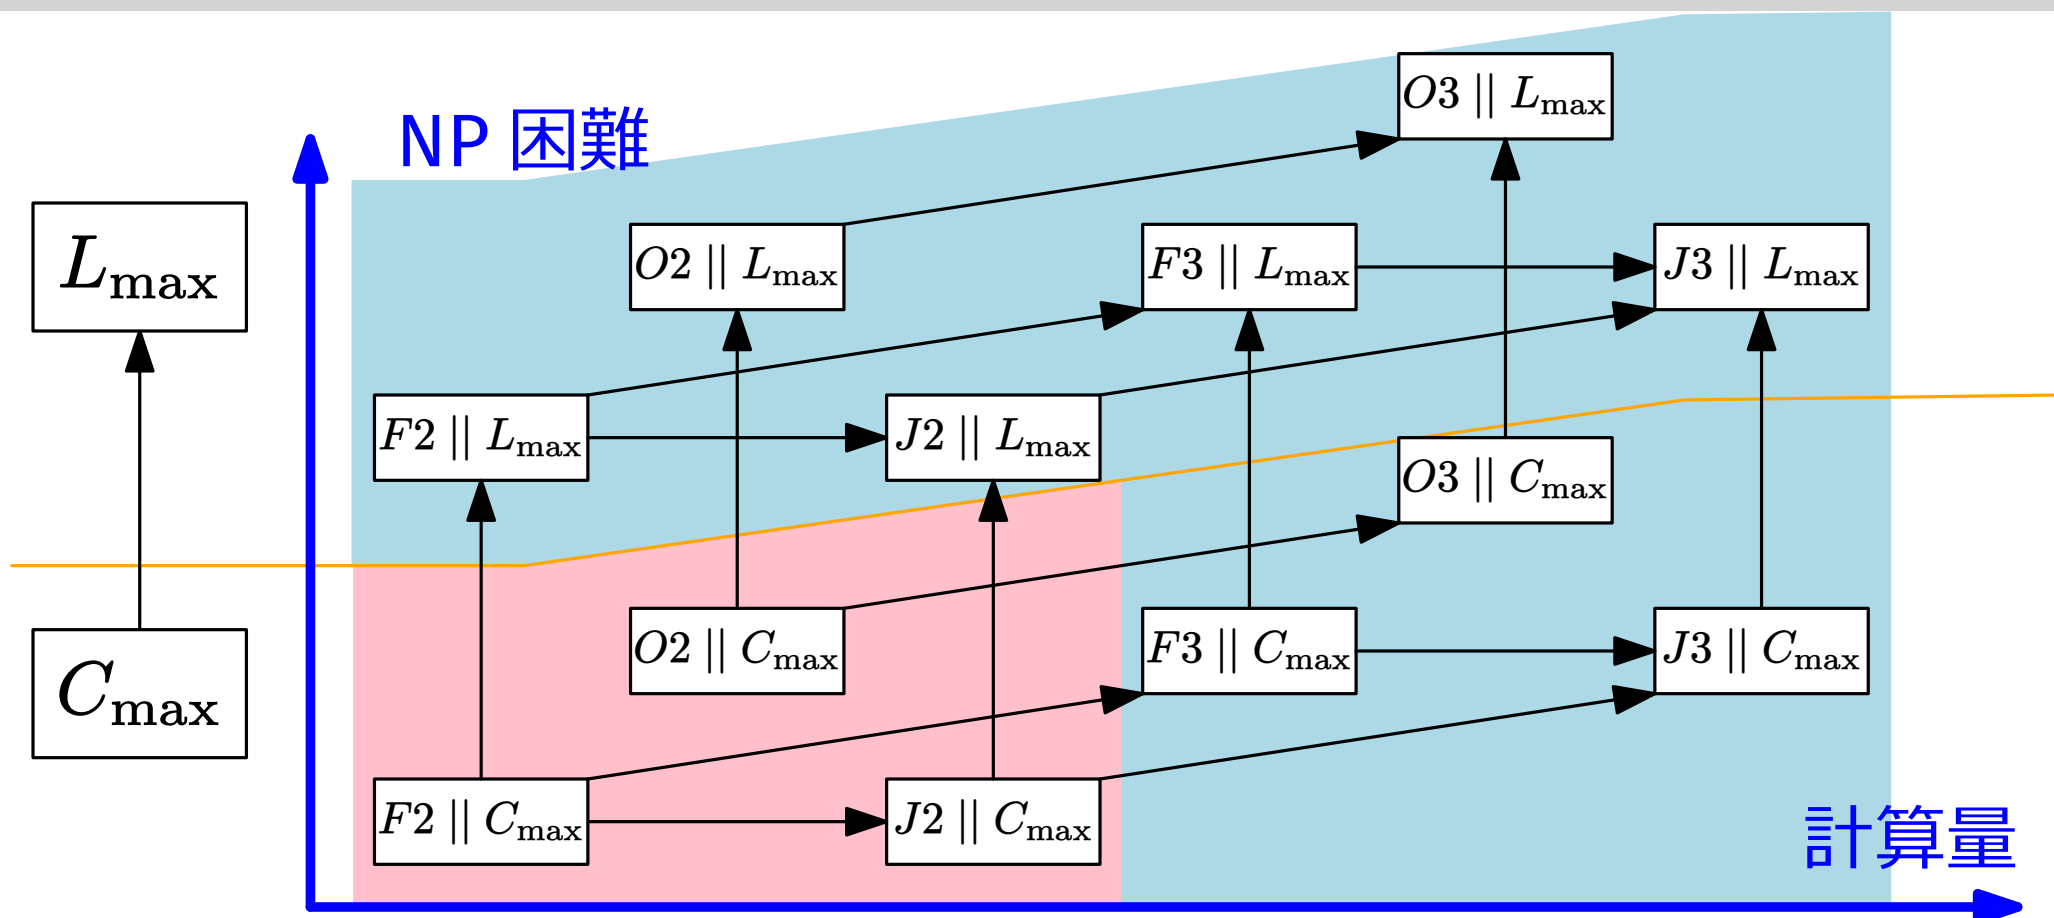 NP 困難
O3 || Lmax
Lmax
O2 || Lmax
F3 || Lmax
J3 || Lmax
F2 || Lmax
J2 || Lmax
O3 || Cmax
Cmax
O2 || Cmax
F3 || Cmax
J3 || Cmax
F2 || Cmax
J2 || Cmax
計算量